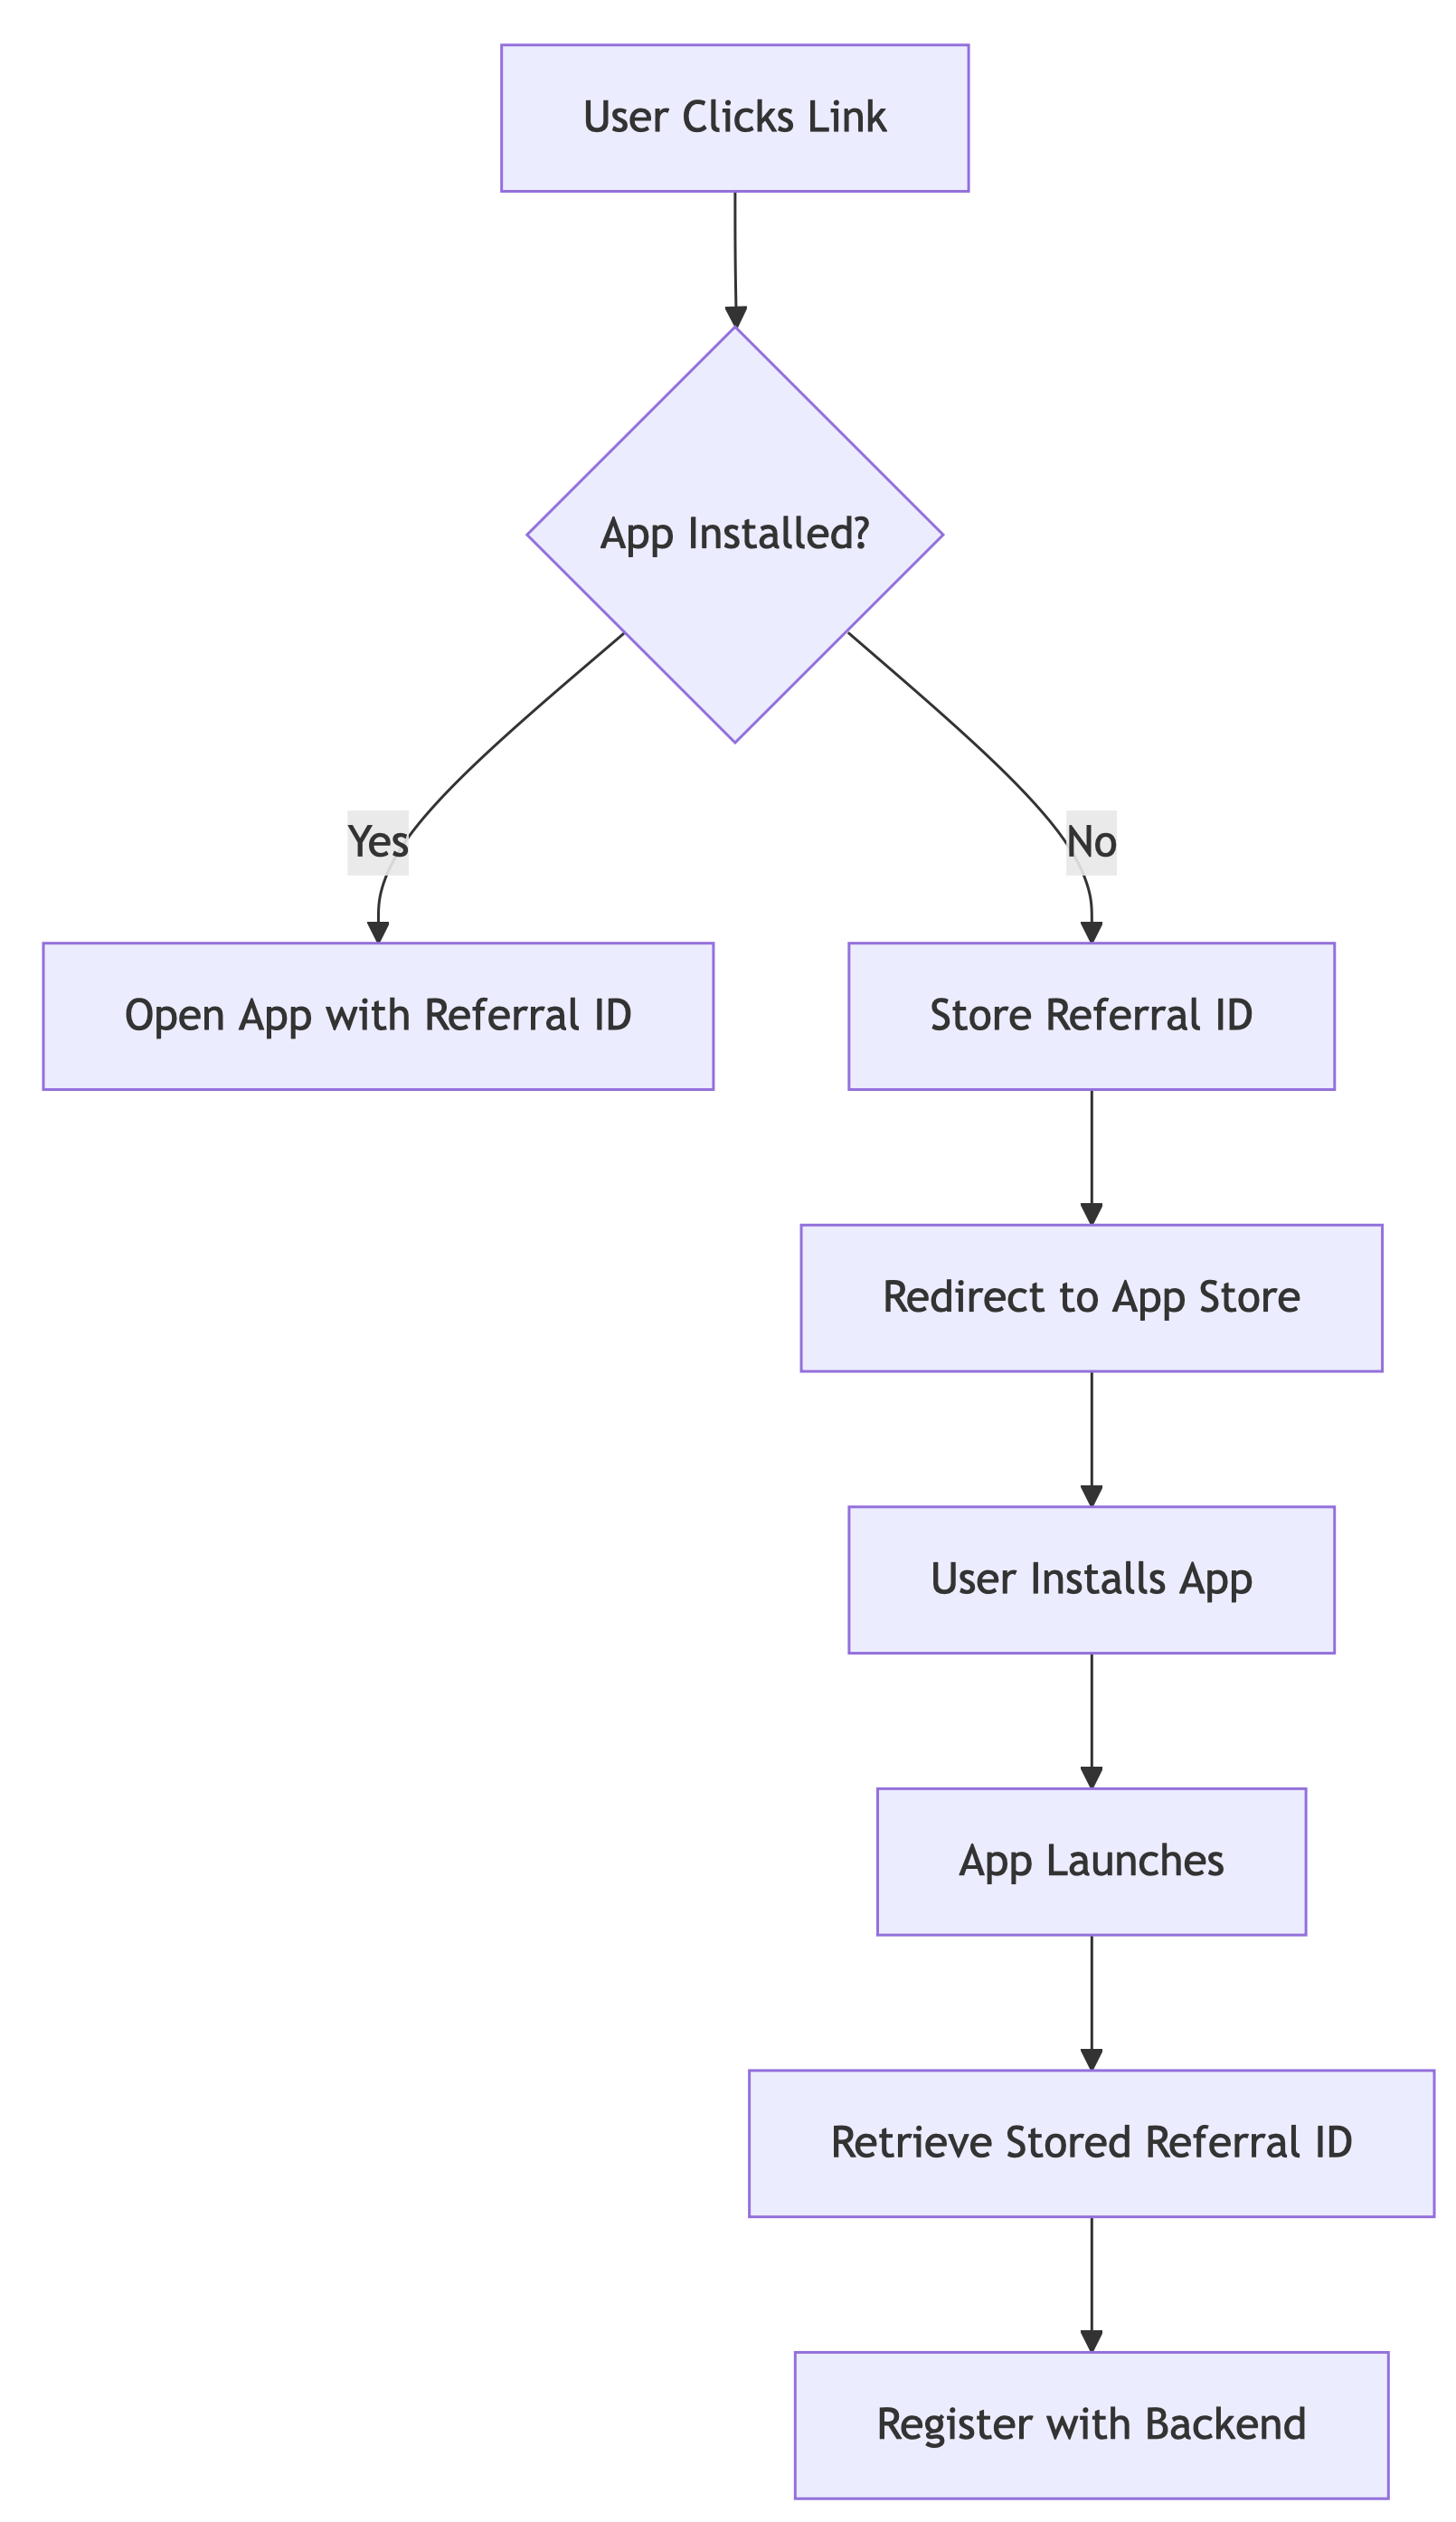 User Clicks Link
App Installed?
Yes
No
Open App with Referral ID
Store Referral ID
Redirect to App Store
User Installs App
App Launches
Retrieve Stored Referral ID
Register with Backend